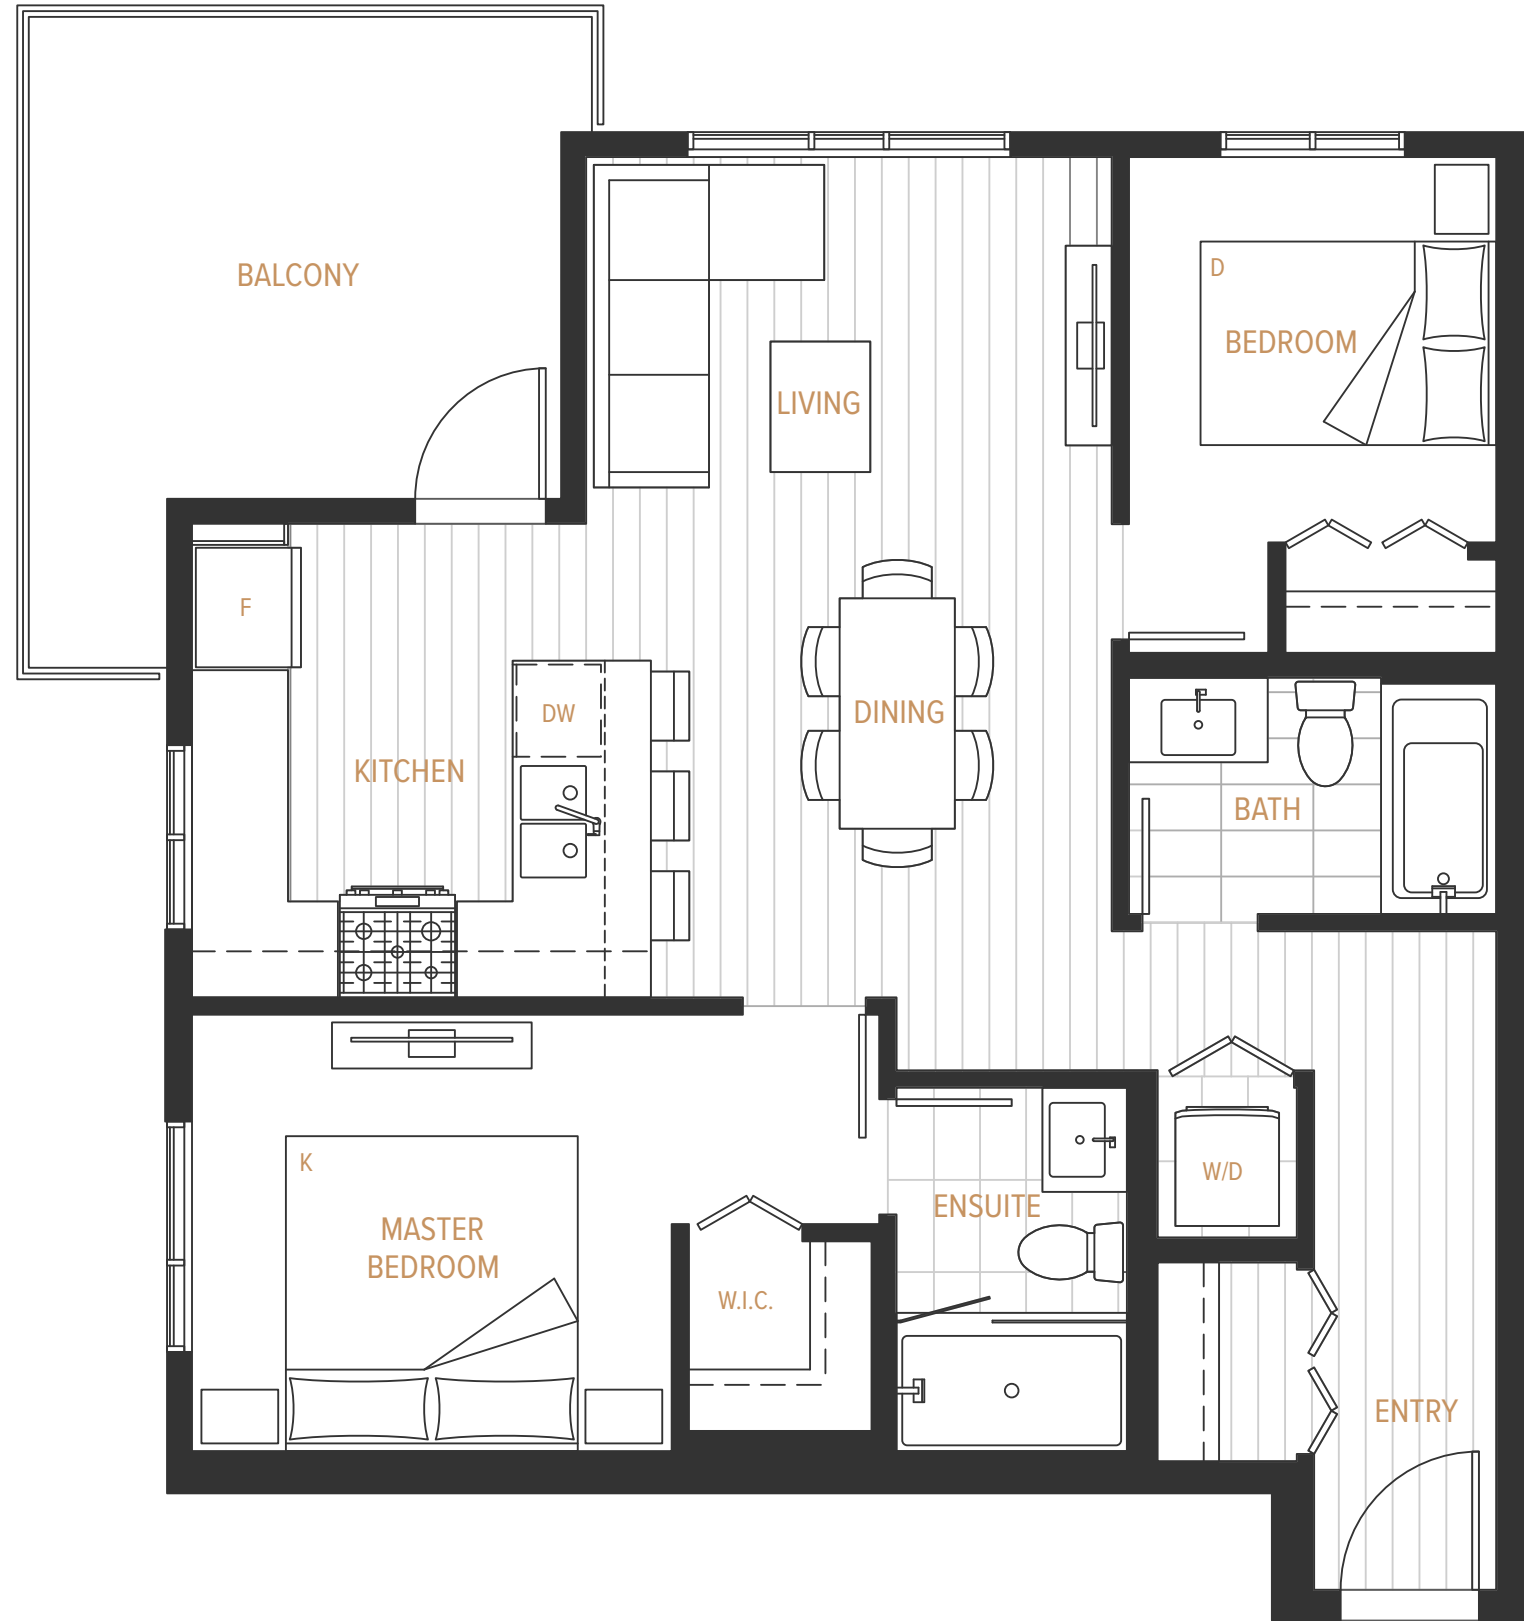 BALCONY
D
BEDROOM
LIVING
F
DW
DINING
KITCHEN
BATH
K
W/D
ENSUITE
MASTER
BEDROOM
W.I.C.
ENTRY